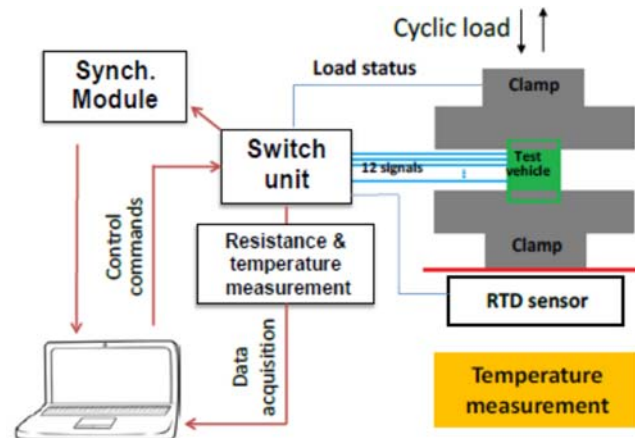 Cyclic load
Synch.
Module
Load status
Clamp
Switch
unit
12 signals
Test
vehicle
Control
commands
Resistance &
temperature
measurement
Clamp
RTD sensor
Data
acquisition
Temperature
measurement